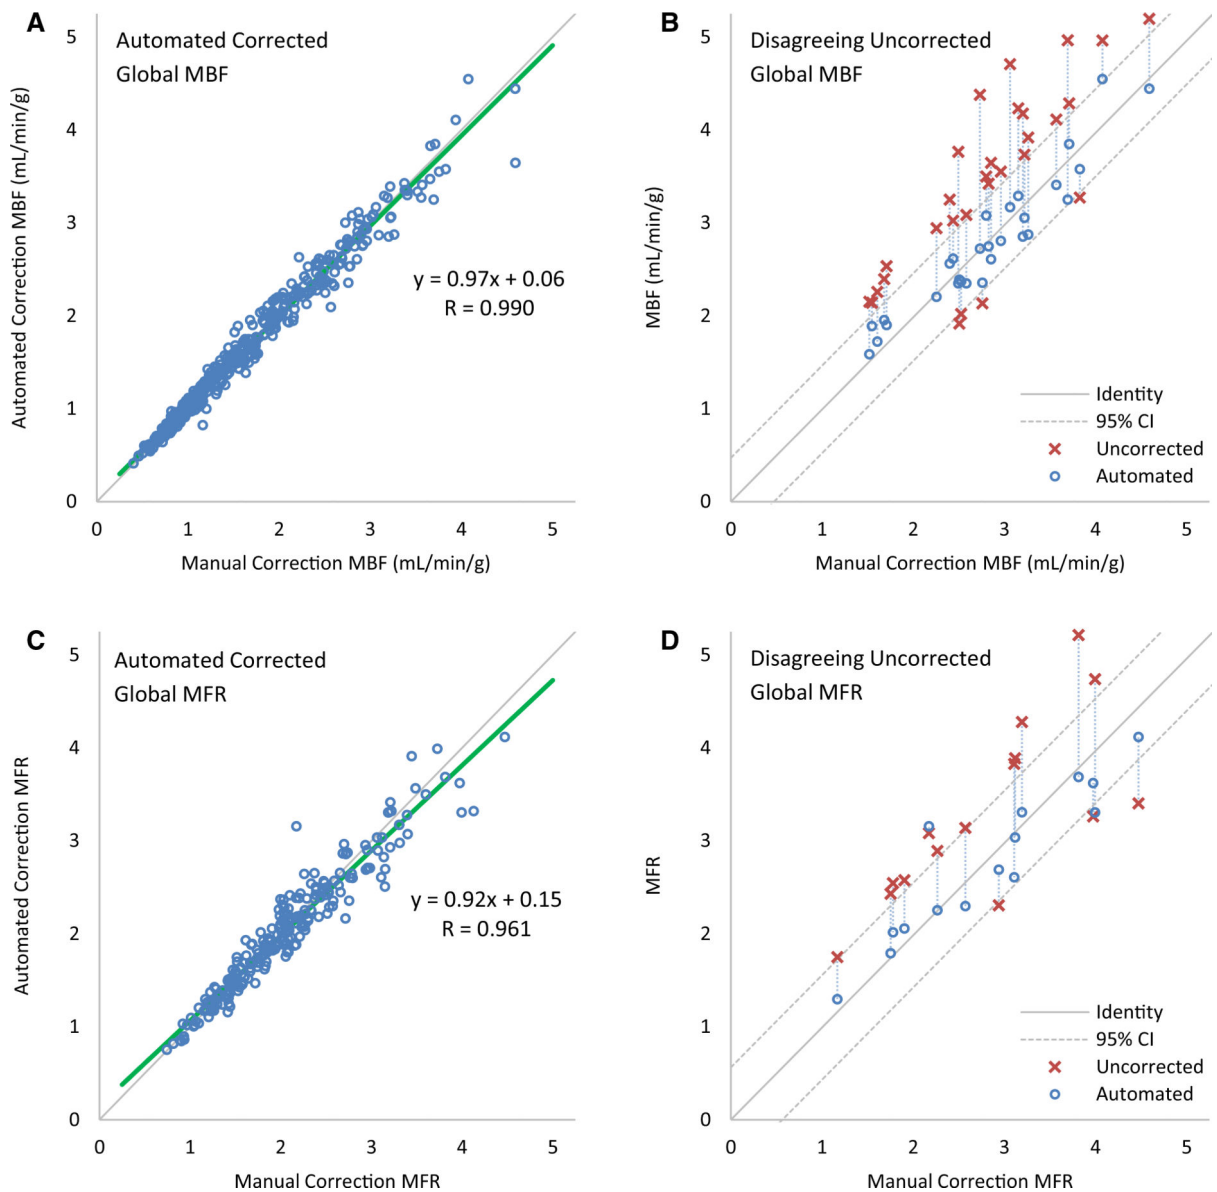 A
Automated Corrected
Global MBF
Automated Correction MBF (mL/min/g)
5
4
3
2
1
0
y = 0.97x + 0.06
R = 0.990
0 1 2 3 4 5
Manual Correction MBF (mL/min/g)
B
Disagreeing Uncorrected
Global MBF
MBF (mL/min/g)
5
4
3
2
1
0
Identity
95% CI
Uncorrected
Automated
0 1 2 3 4 5
Manual Correction MBF (mL/min/g)
C
Automated Corrected
Global MFR
Automated Correction MFR
5
4
3
2
1
0
y = 0.92x + 0.15
R = 0.961
0 1 2 3 4 5
Manual Correction MFR
D
Disagreeing Uncorrected
Global MFR
MFR
5
4
3
2
1
0
Identity
95% CI
Uncorrected
Automated
0 1 2 3 4 5
Manual Correction MFR